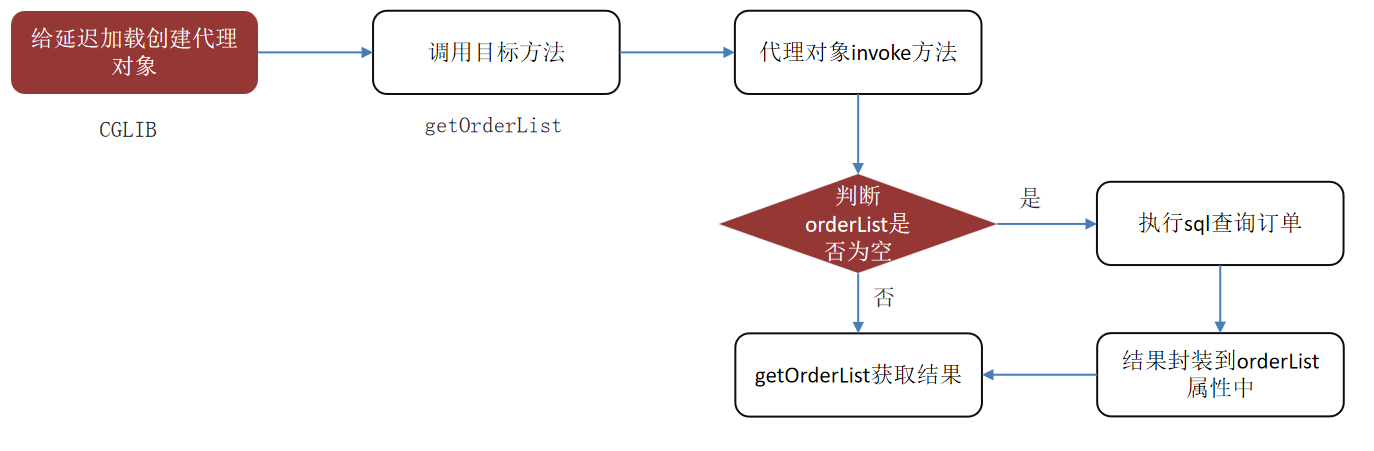 给延迟加载创建代理
对象
调用目标方法
代理对象invoke方法
CGLIB
getOrderList
判断
orderList是
否为空
是
执行sql查询订单
否
getOrderList获取结果
结果封装到orderList
属性中